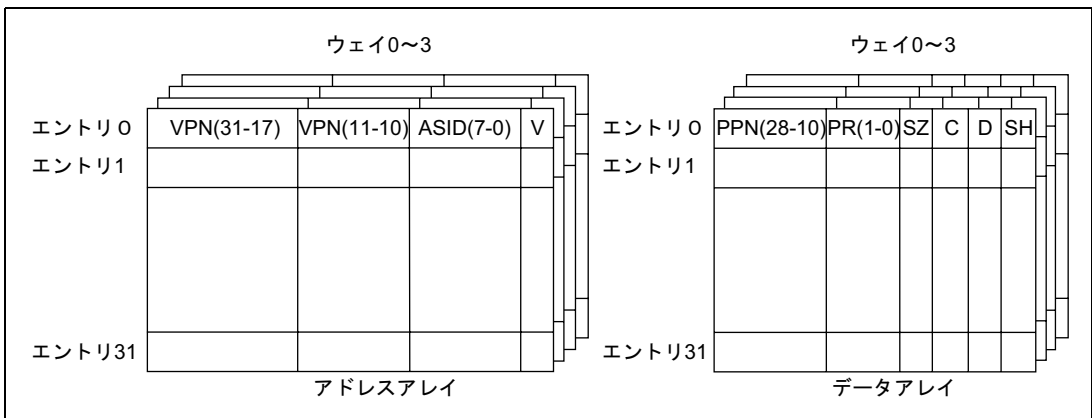 ウェイ0～3
エントリ0 VPN(31-17) VPN(11-10) ASID(7-0) V
エントリ1
エントリ31
アドレスアレイ
ウェイ0～3
エントリ0 PPN(28-10) PR(1-0) SZ C D SH
エントリ1
エントリ31
データアレイ